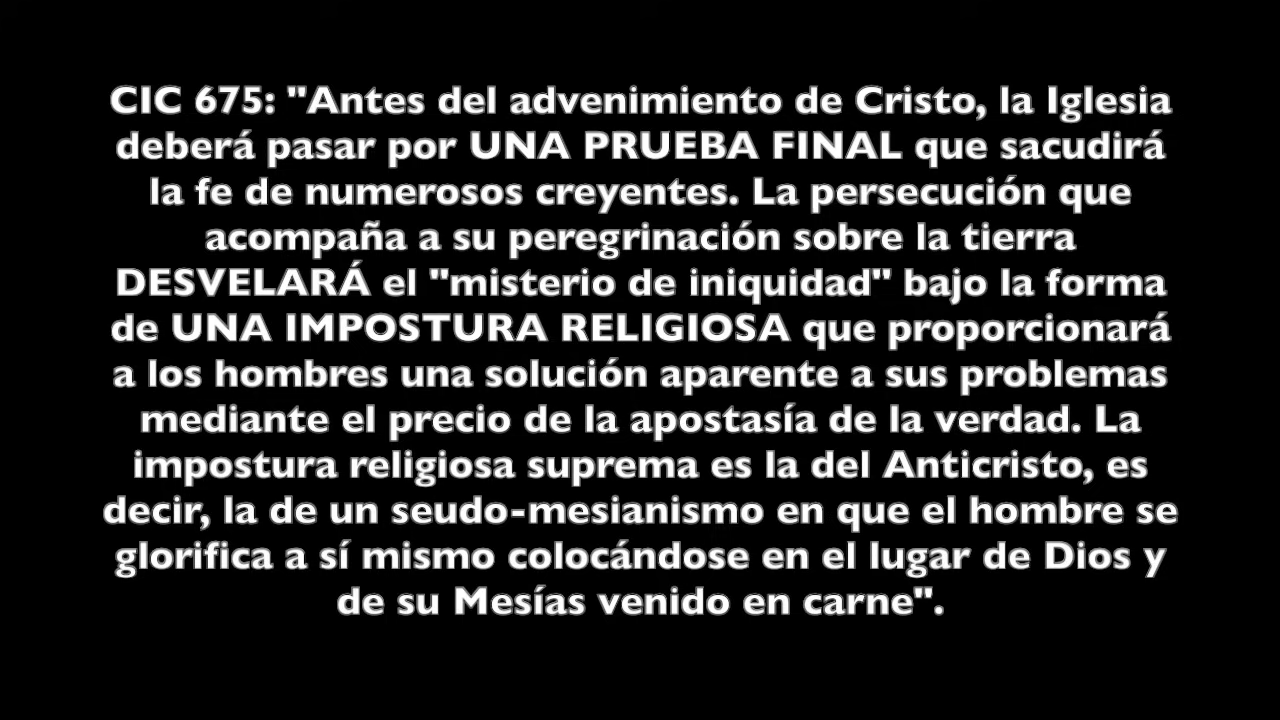 CIC 675: "Antes del advenimiento de Cristo, la Iglesia
deberá pasar por UNA PRUEBA FINAL que sacudirá
la fe de numerosos creyentes. La persecución que
acompaña a su peregrinación sobre la tierra
DESVELARÁ el "misterio de iniquidad" bajo la forma
de UNA IMPOSTURA RELIGIOSA que proporcionará
a los hombres una solución aparente a sus problemas
mediante el precio de la apostasía de la verdad. La
impostura religiosa suprema es la del Anticristo, es
decir, la de un seudo-mesianismo en que el hombre se
glorifica a sí mismo colocándose en el lugar de Dios y
de su Mesías venido en carne".